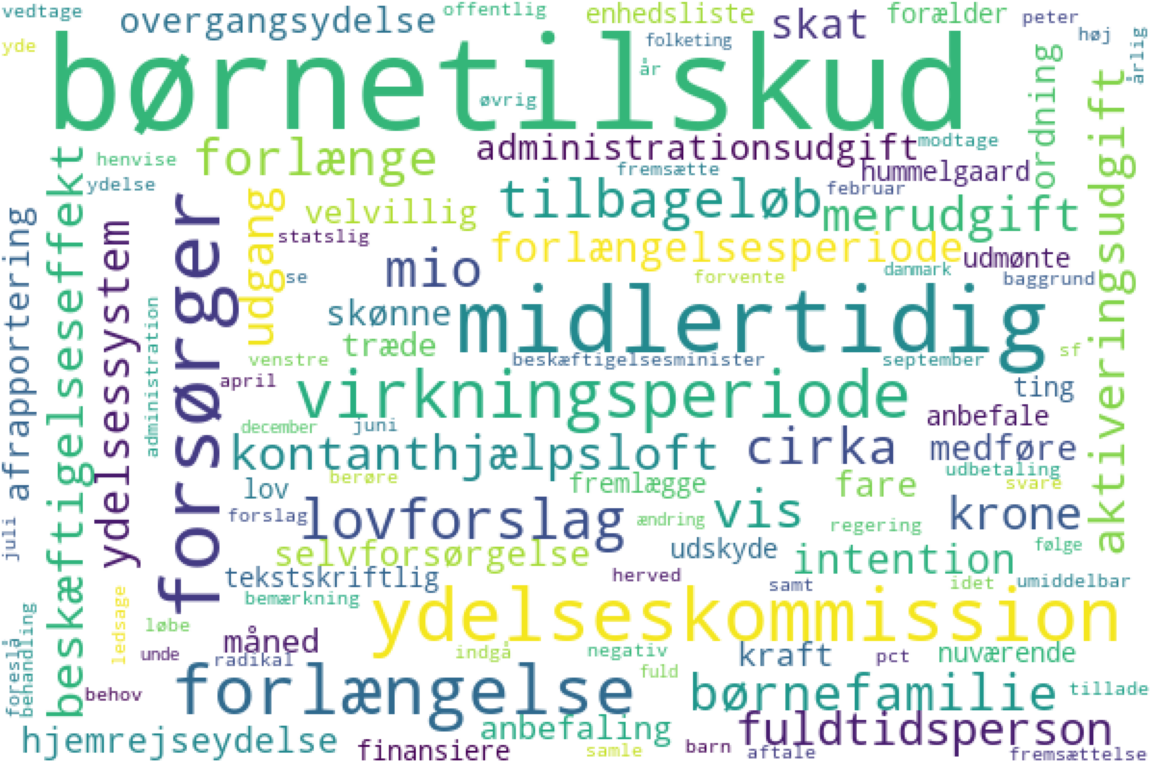 vedtage
overgangsydelse
offentlig
enhedsliste
skat
forælder
peter
høj
årlig
yde
folketing
børnetilskud
år
øvrig
ordning
aktiveringsudgift
henvise
forlænge
administrationsudgift
modtage
beskæftigelseseffekt
ydelse
fremsætte
hummelgaard
forsørger
udgang
velvillig
tilbageløb
februar
merudgift
afrapportering
ydelsessystem
statslig
forlængelsesperiode
udmønte
mio
se
forvente
danmark
baggrund
administration
skønne
midlertidig
træde
venstre
beskæftigelsesminister
september
sf
april
virkningsperiode
ting
anbefale
december
juni
kontanthjælpsloft
cirka
medføre
udbetaling
lov
berøre
fremlægge
fare
svare
juli
forslag
lovforslag
ændring
vis
regering
krone
selvforsørgelse
udskyde
intention
følge
tekstskriftlig
herved
samt
idet
umiddelbar
ledsage
bemærkning
ydelseskommission
foreslå
behandling
løbe
måned
unde
radikal
indgå
negativ
kraft
pct
nuværende
behov
forlængelse
fuld
børnefamilie
tillade
hjemrejseydelse
anbefaling
fuldtidsperson
finansiere
samle
barn
aftale
fremsættelse